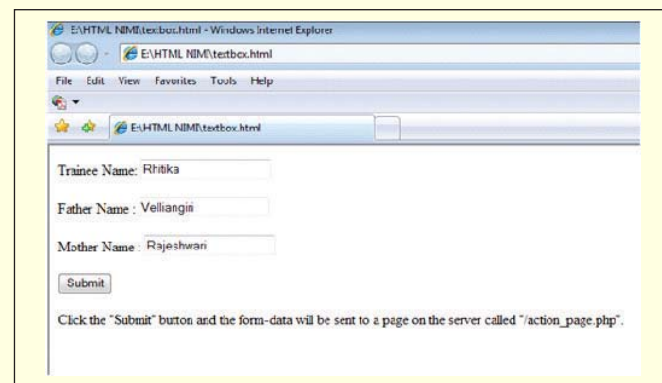 E:\HTML NIMI\textbox.html - Windows Internet Explorer
E:\HTML NIMI\textbox.html
File Edit View Favorites Tools Help
E:\HTML NIMI\textbox.html
Trainee Name: Rhitika
Father Name : Velliangiri
Mother Name : Rajeshwari
Submit
Click the "Submit" button and the form-data will be sent to a page on the server called "/action_page.php".